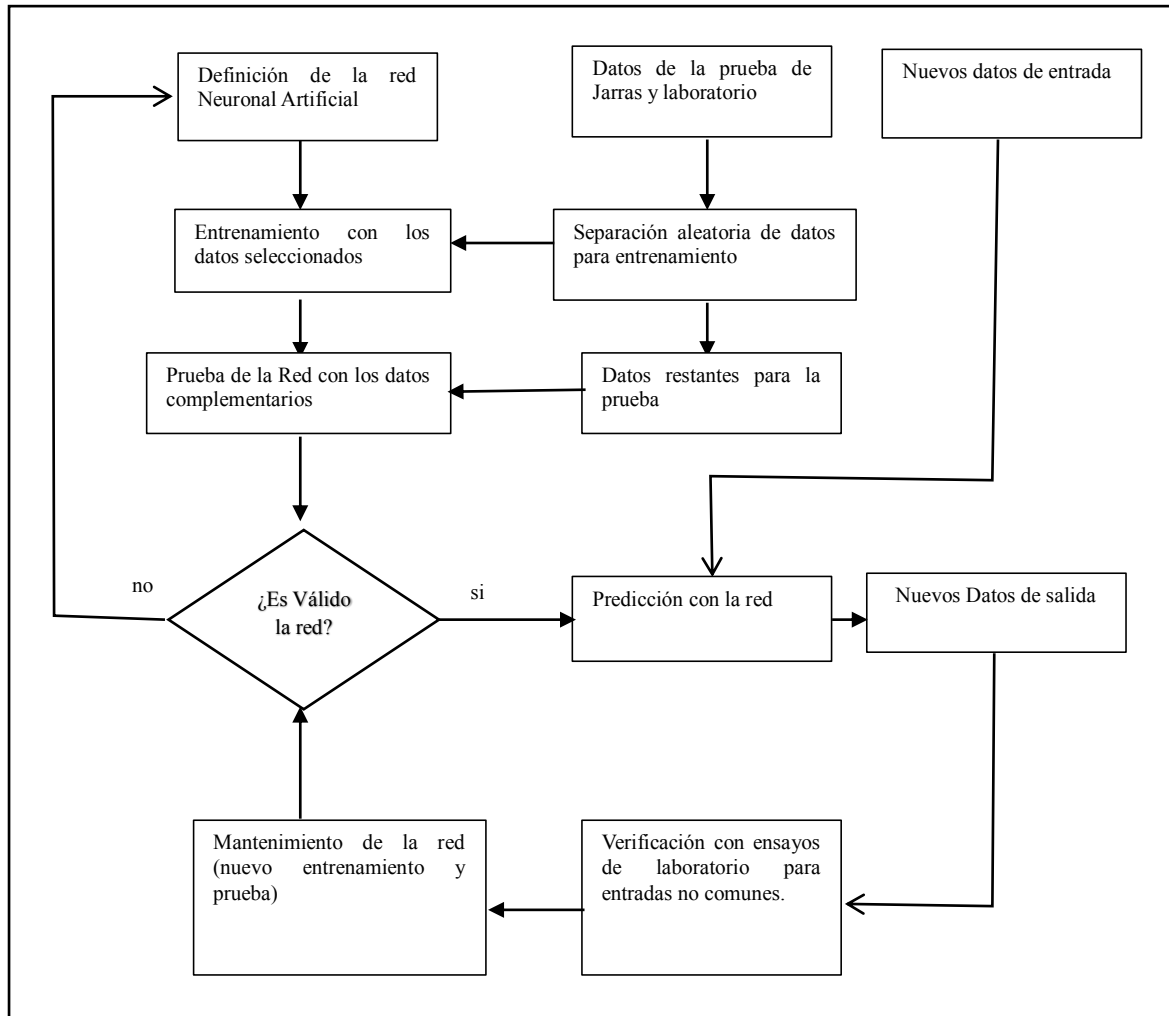 Definición de la red
Neuronal Artificial
Datos de la prueba de
Jarras y laboratorio
Nuevos datos de entrada
Entrenamiento con los
datos seleccionados
Separación aleatoria de datos
para entrenamiento
Prueba de la Red con los datos
complementarios
Datos restantes para la
prueba
no
¿Es Válido
la red?
si
Predicción con la red
Nuevos Datos de salida
Mantenimiento de la red
(nuevo entrenamiento y
prueba)
Verificación con ensayos
de laboratorio para
entradas no comunes.